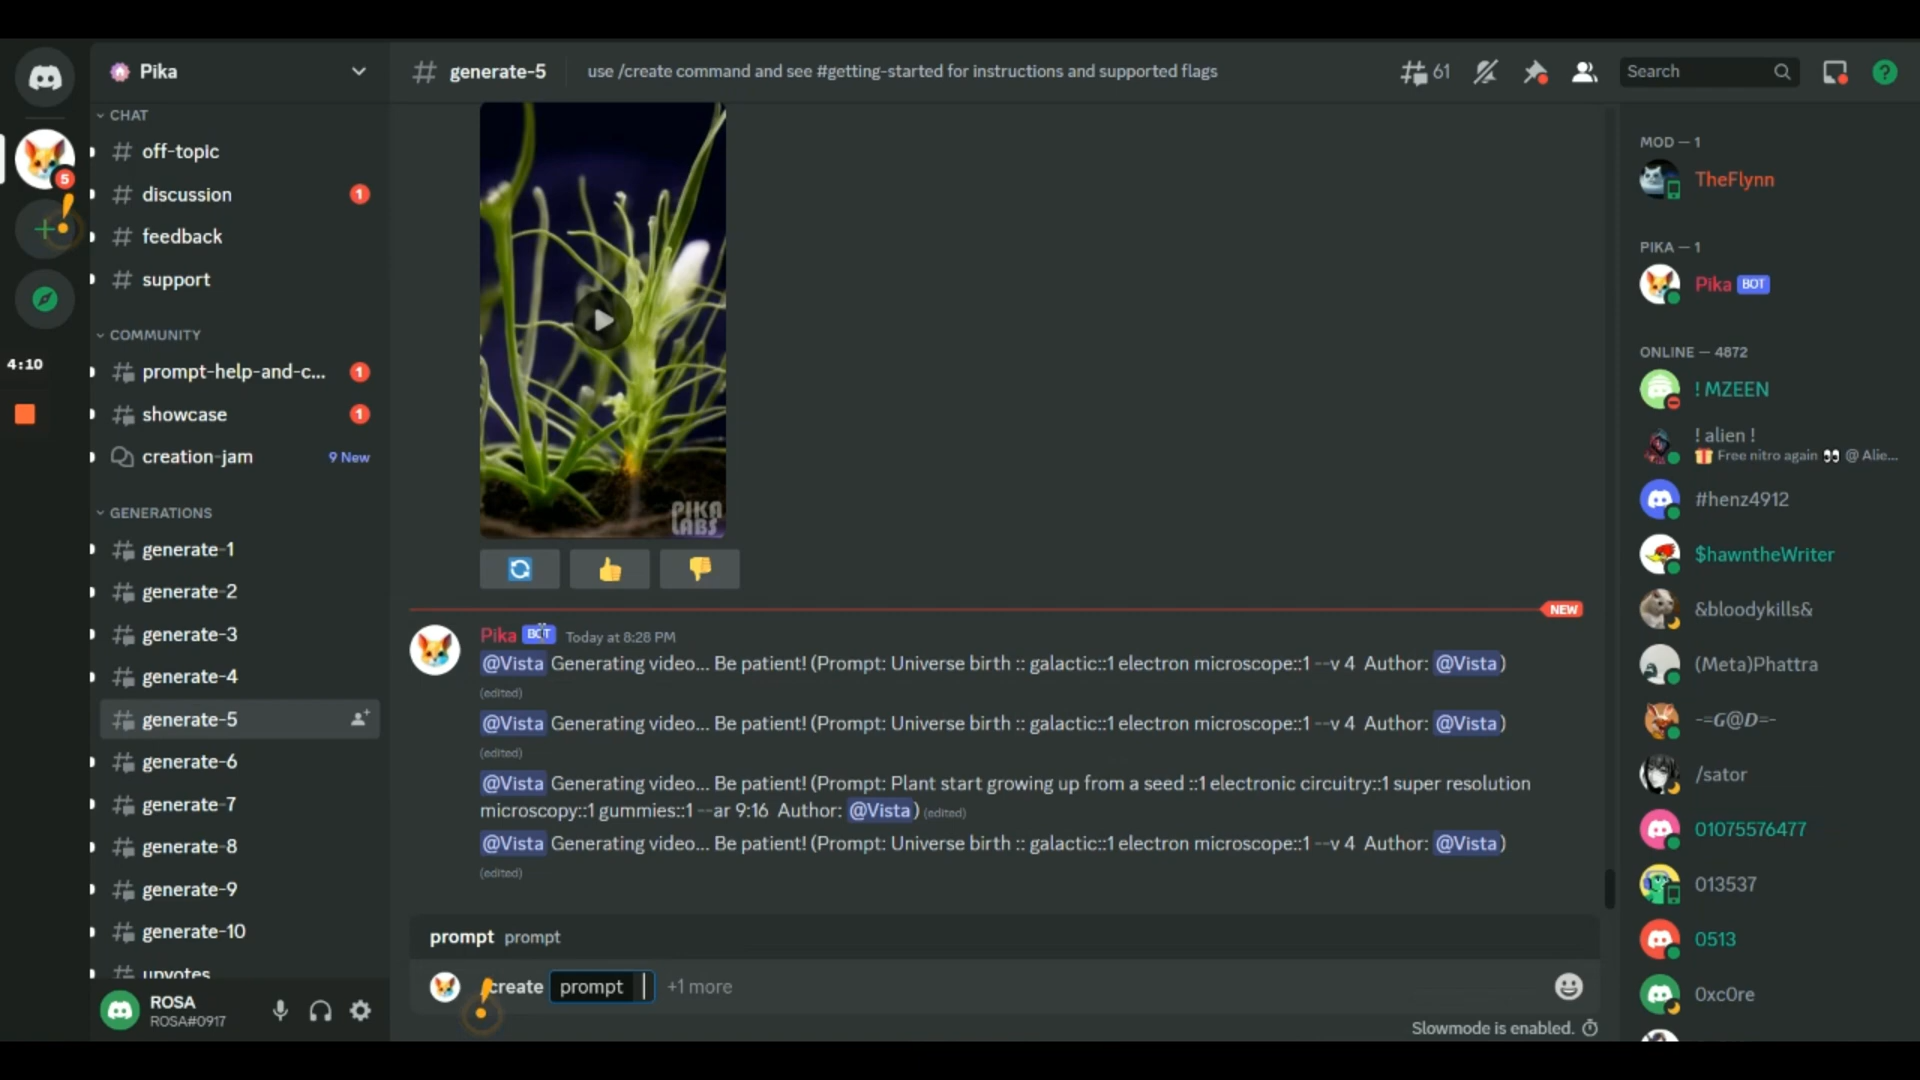 Pika
generate-5
use /create command and see #getting-started for instructions and supported flags
61
Search
?
CHAT
off-topic
discussion
1
feedback
support
5
4:10
COMMUNITY
prompt-help-and-c...
1
showcase
1
creation-jam
9 New
GENERATIONS
generate-1
generate-2
generate-3
generate-4
generate-5
generate-6
generate-7
generate-8
generate-9
generate-10
upvotes
ROSA
ROSA#0917
PIKA
LABS
NEW
Pika BOT Today at 8:28 PM
@Vista Generating video... Be patient! (Prompt: Universe birth :: galactic::1 electron microscope::1 --v 4 Author: @Vista)
(edited)
@Vista Generating video... Be patient! (Prompt: Universe birth :: galactic::1 electron microscope::1 --v 4 Author: @Vista)
(edited)
@Vista Generating video... Be patient! (Prompt: Plant start growing up from a seed ::1 electronic circuitry::1 super resolution
microscopy::1 gummies::1 --ar 9:16 Author: @Vista) (edited)
@Vista Generating video... Be patient! (Prompt: Universe birth :: galactic::1 electron microscope::1 --v 4 Author: @Vista)
(edited)
prompt prompt
create prompt +1 more
Slowmode is enabled.
MOD — 1
TheFlynn
PIKA — 1
Pika BOT
ONLINE — 4872
! MZEEN
! alien !
Free nitro again 👀 @ Alie...
#henz4912
$hawntheWriter
&bloodykills&
(Meta)Phattra
-=G@D=-
/sator
01075576477
013537
0513
0xc0re